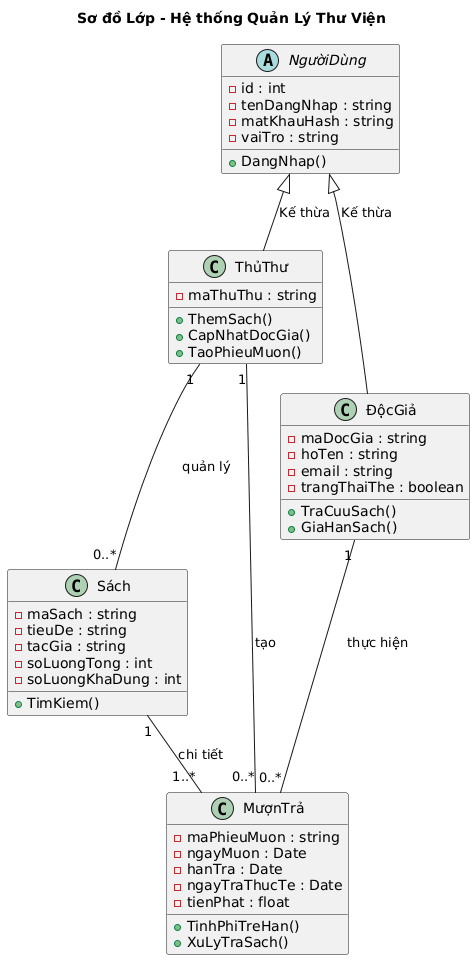 Sơ đồ Lớp - Hệ thống Quản Lý Thư Viện
A NgườiDùng
id : int
tenDangNhap : string
matKhauHash : string
vaiTro : string
DangNhap()
Kế thừa
Kế thừa
C ThủThư
maThuThu : string
ThemSach()
CapNhatDocGia()
TaoPhieuMuon()
1
1
C ĐộcGiả
maDocGia : string
hoTen : string
email : string
trangThaiThe : boolean
TraCuuSach()
GiaHanSach()
quản lý
0..*
1
C Sách
maSach : string
tieuDe : string
tacGia : string
soLuongTong : int
soLuongKhaDung : int
TimKiem()
tạo
thực hiện
1
chi tiết
1..*
0..*
0..*
C MượnTrả
maPhieuMuon : string
ngayMuon : Date
hanTra : Date
ngayTraThucTe : Date
tienPhat : float
TinhPhiTreHan()
XuLyTraSach()